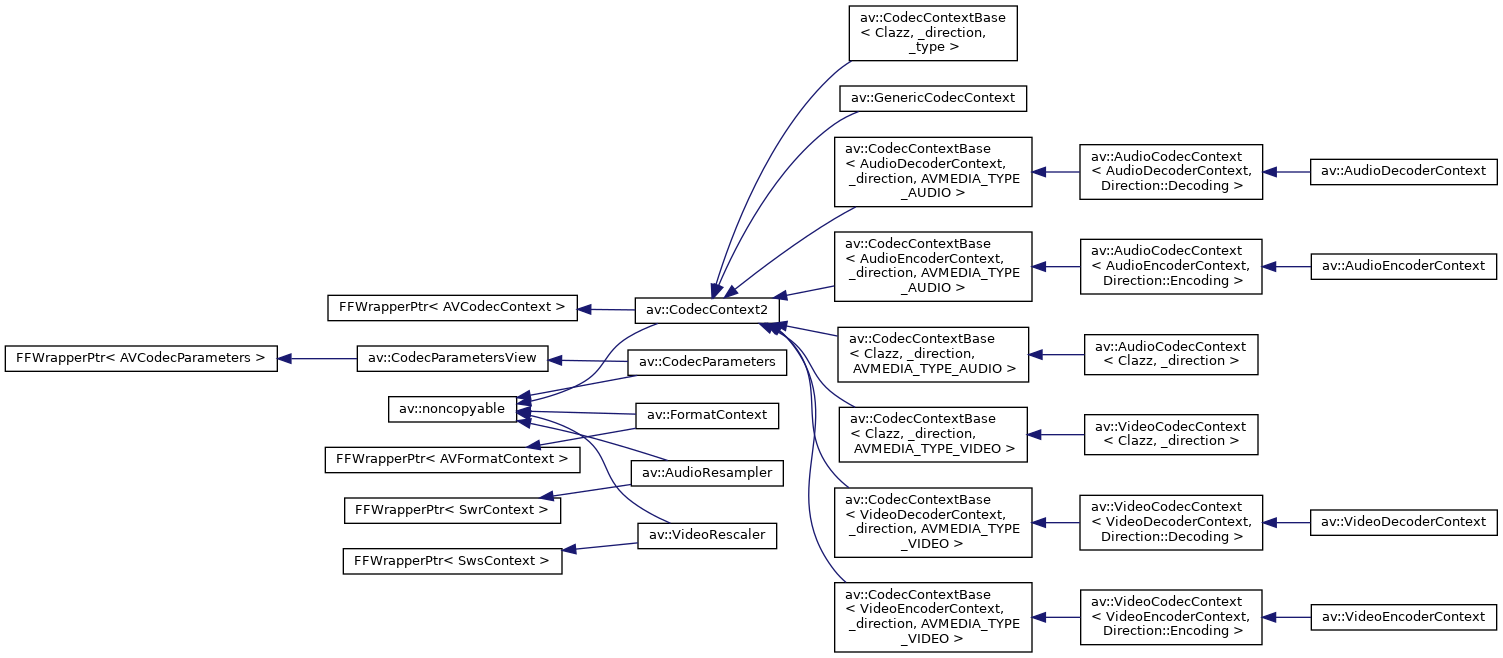 av::CodecContextBase
< Clazz, _direction,
_type >
av::GenericCodecContext
av::CodecContextBase
< AudioDecoderContext,
_direction, AVMEDIA_TYPE
_AUDIO >
av::AudioCodecContext
< AudioDecoderContext,
Direction::Decoding >
av::AudioDecoderContext
av::CodecContextBase
< AudioEncoderContext,
_direction, AVMEDIA_TYPE
_AUDIO >
av::AudioCodecContext
< AudioEncoderContext,
Direction::Encoding >
av::AudioEncoderContext
FFWrapperPtr< AVCodecContext >
av::CodecContext2
FFWrapperPtr< AVCodecParameters >
av::CodecParametersView
av::CodecParameters
av::CodecContextBase
< Clazz, _direction,
AVMEDIA_TYPE_AUDIO >
av::AudioCodecContext
< Clazz, _direction >
av::noncopyable
av::FormatContext
av::CodecContextBase
< Clazz, _direction,
AVMEDIA_TYPE_VIDEO >
av::VideoCodecContext
< Clazz, _direction >
FFWrapperPtr< AVFormatContext >
av::AudioResampler
FFWrapperPtr< SwrContext >
av::VideoRescaler
FFWrapperPtr< SwsContext >
av::CodecContextBase
< VideoDecoderContext,
_direction, AVMEDIA_TYPE
_VIDEO >
av::VideoCodecContext
< VideoDecoderContext,
Direction::Decoding >
av::VideoDecoderContext
av::CodecContextBase
< VideoEncoderContext,
_direction, AVMEDIA_TYPE
_VIDEO >
av::VideoCodecContext
< VideoEncoderContext,
Direction::Encoding >
av::VideoEncoderContext